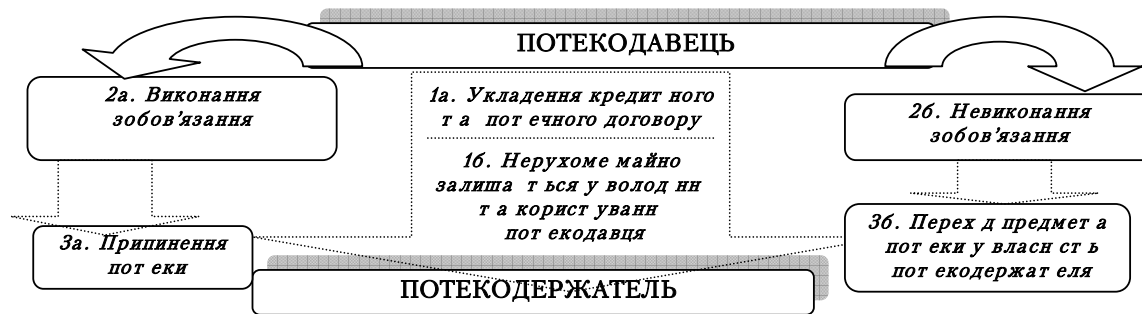 ПОТЕКОДАВЕЦЬ
2а. Виконання
зобов’язання
1а. Укладення кредит ного
т а пот ечного договору
2б. Невиконання
зобов’язання
1б. Нерухоме майно
залиша т ься у волод нн
т а корист уванн
пот екодавця
3а. Припинення
пот еки
3б. Перех д предмет а
пот еки у власн ст ь
пот екодержат еля
ПОТЕКОДЕРЖАТЕЛЬ